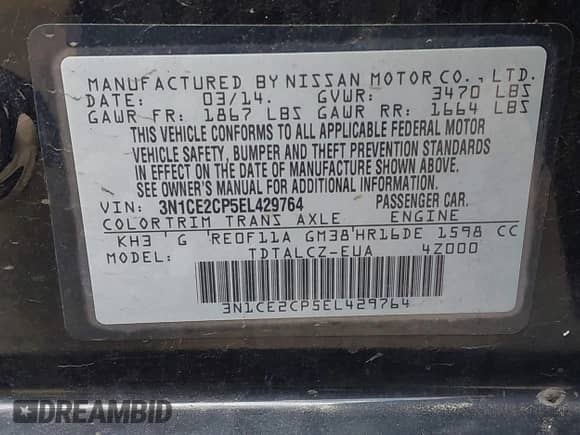 MANUFACTURED BY NISSAN MOTOR CO., LTD.
DATE: 03/14. GVWR: 3470 LBS
GAWR FR: 1867 LBS GAWR RR: 1664 LBS
THIS VEHICLE CONFORMS TO ALL APPLICABLE FEDERAL MOTOR
VEHICLE SAFETY, BUMPER AND THEFT PREVENTION STANDARDS
IN EFFECT ON THE DATE OF MANUFACTURE SHOWN ABOVE.
SEE OWNER'S MANUAL FOR ADDITIONAL INFORMATION.
VIN: 3N1CE2CP5EL429764 PASSENGER CAR.
COLOR TRIM TRANS AXLE ENGINE
KH3 'G 'RE0F11A GM38'HR16DE 1598 CC
MODEL: TDTALCZ-EUA 4Z000
3N1CE2CP5EL429764
DREAMBID